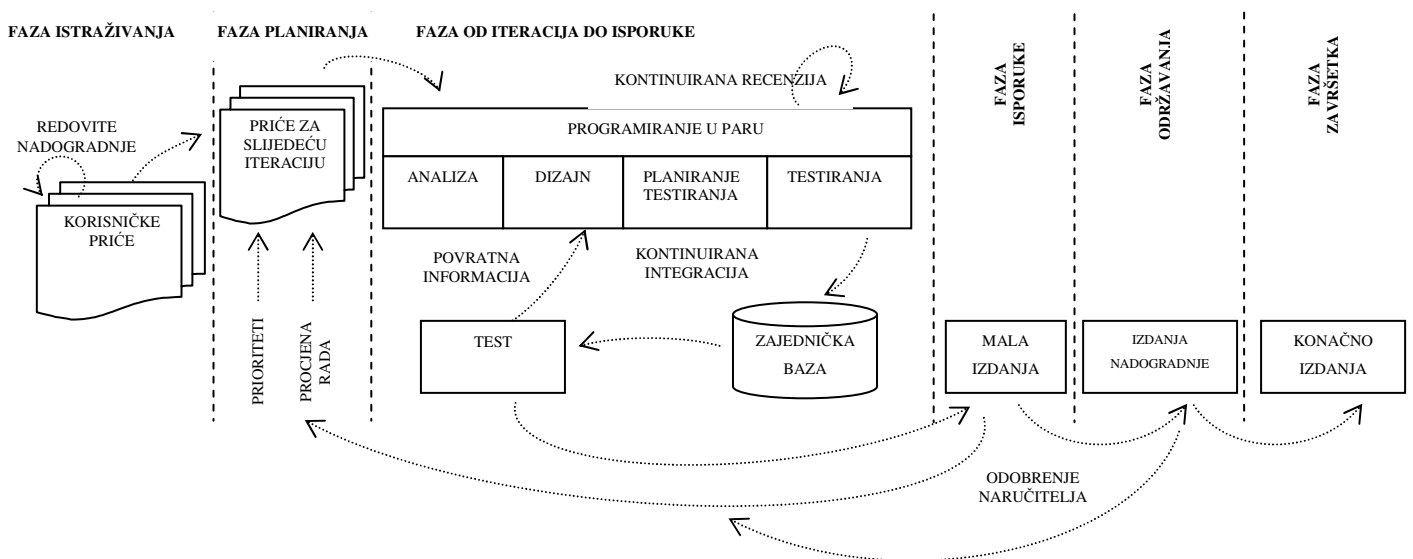 FAZA ISTRAŽIVANJA
FAZA PLANIRANJA
FAZA OD ITERACIJA DO ISPORUKE
FAZA
ISPORUKE
FAZA
ODRŽAVANJA
FAZA
ZAVRŠETKA
REDOVITE
NADOGRADNJE
KORISNIČKE
PRIĆE
PRIĆE ZA
SLIJEDEĆU
ITERACIJU
PRIORITETI
PROCJENA
RADA
KONTINUIRANA RECENZIJA
PROGRAMIRANJE U PARU
ANALIZA
DIZAJN
PLANIRANJE
TESTIRANJA
TESTIRANJA
POVRATNA
INFORMACIJA
KONTINUIRANA
INTEGRACIJA
TEST
ZAJEDNIČKA
BAZA
MALA
IZDANJA
IZDANJA
NADOGRADNJE
KONAČNO
IZDANJA
ODOBRENJE
NARUČITELJA